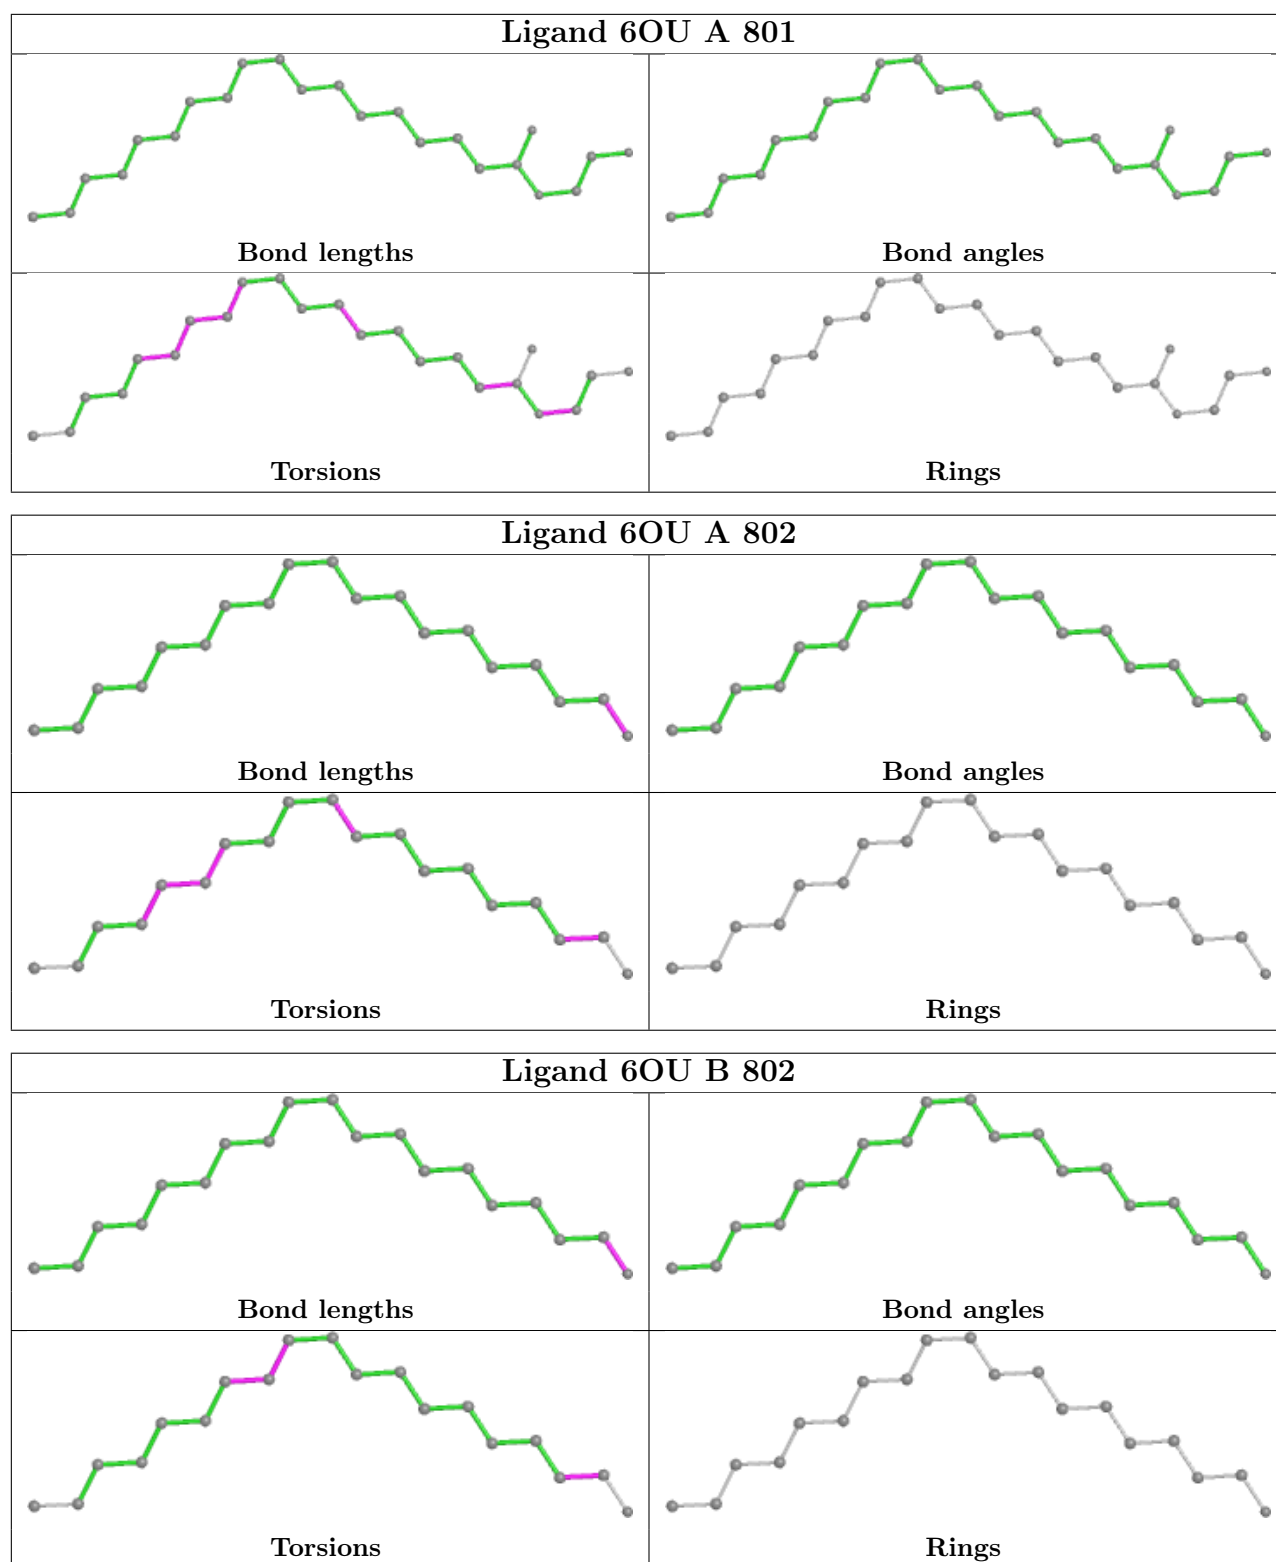 Ligand 6OU A 801
Bond lengths
Bond angles
Torsions
Rings
Ligand 6OU A 802
Bond lengths
Bond angles
Torsions
Rings
Ligand 6OU B 802
Bond lengths
Bond angles
Torsions
Rings